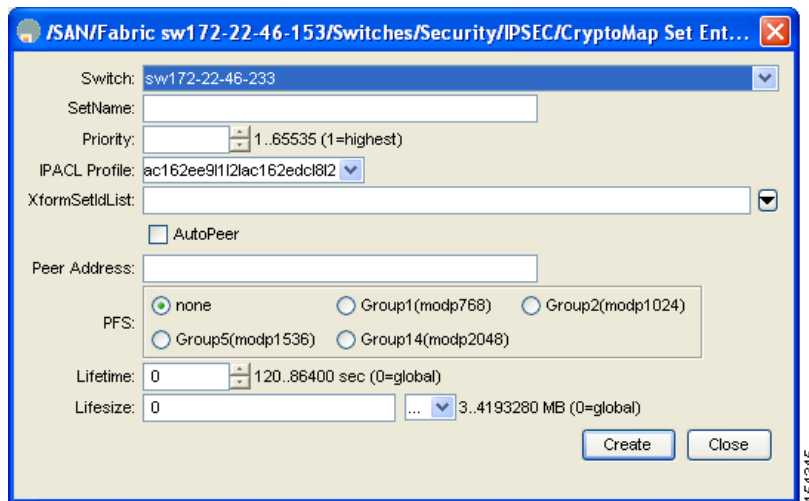 /SAN/Fabric sw172-22-46-153/Switches/Security/IPSEC/CryptoMap Set Ent...
Switch: sw172-22-46-233
SetName:
Priority: 1..65535 (1=highest)
IPACL Profile: ac162ee9l1l2lac162edcl8l2
XformSetIdList:
AutoPeer
Peer Address:
PFS: none Group1(modp768) Group2(modp1024)
Group5(modp1536) Group14(modp2048)
Lifetime: 0 120..86400 sec (0=global)
Lifesize: 0 ... 3..4193280 MB (0=global)
Create Close